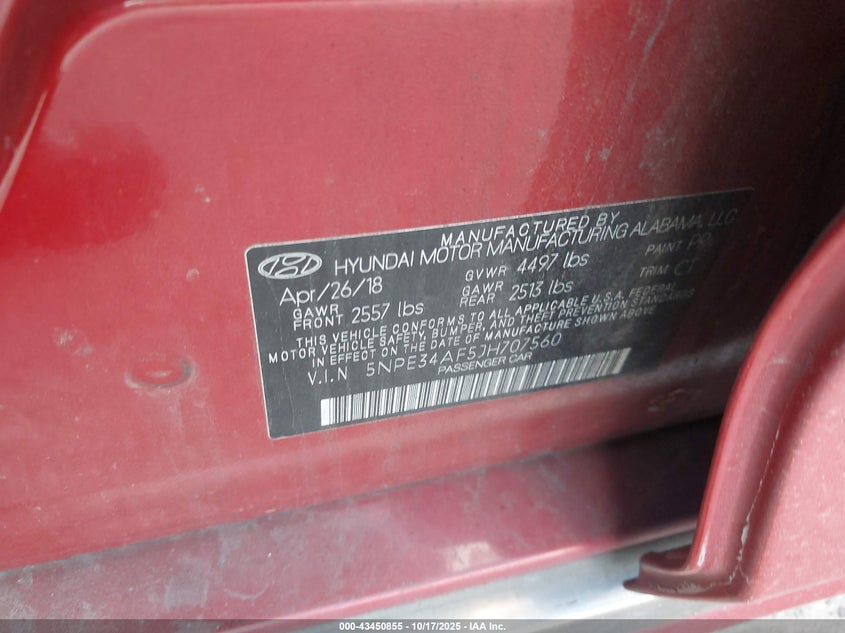 MANUFACTURED BY
HYUNDAI MOTOR MANUFACTURING ALABAMA, LLC
Apr/26/18 GVWR 4497 lbs PAINT PR
GAWR FRONT 2557 lbs GAWR REAR 2513 lbs TRIM CT
THIS VEHICLE CONFORMS TO ALL APPLICABLE U.S.A. FEDERAL
MOTOR VEHICLE SAFETY, BUMPER, AND THEFT PREVENTION STANDARDS
IN EFFECT ON THE DATE OF MANUFACTURE SHOWN ABOVE
V.I.N 5NPE34AF5JH707560
PASSENGER CAR
000-43450855 - 10/17/2025 - IAA Inc.